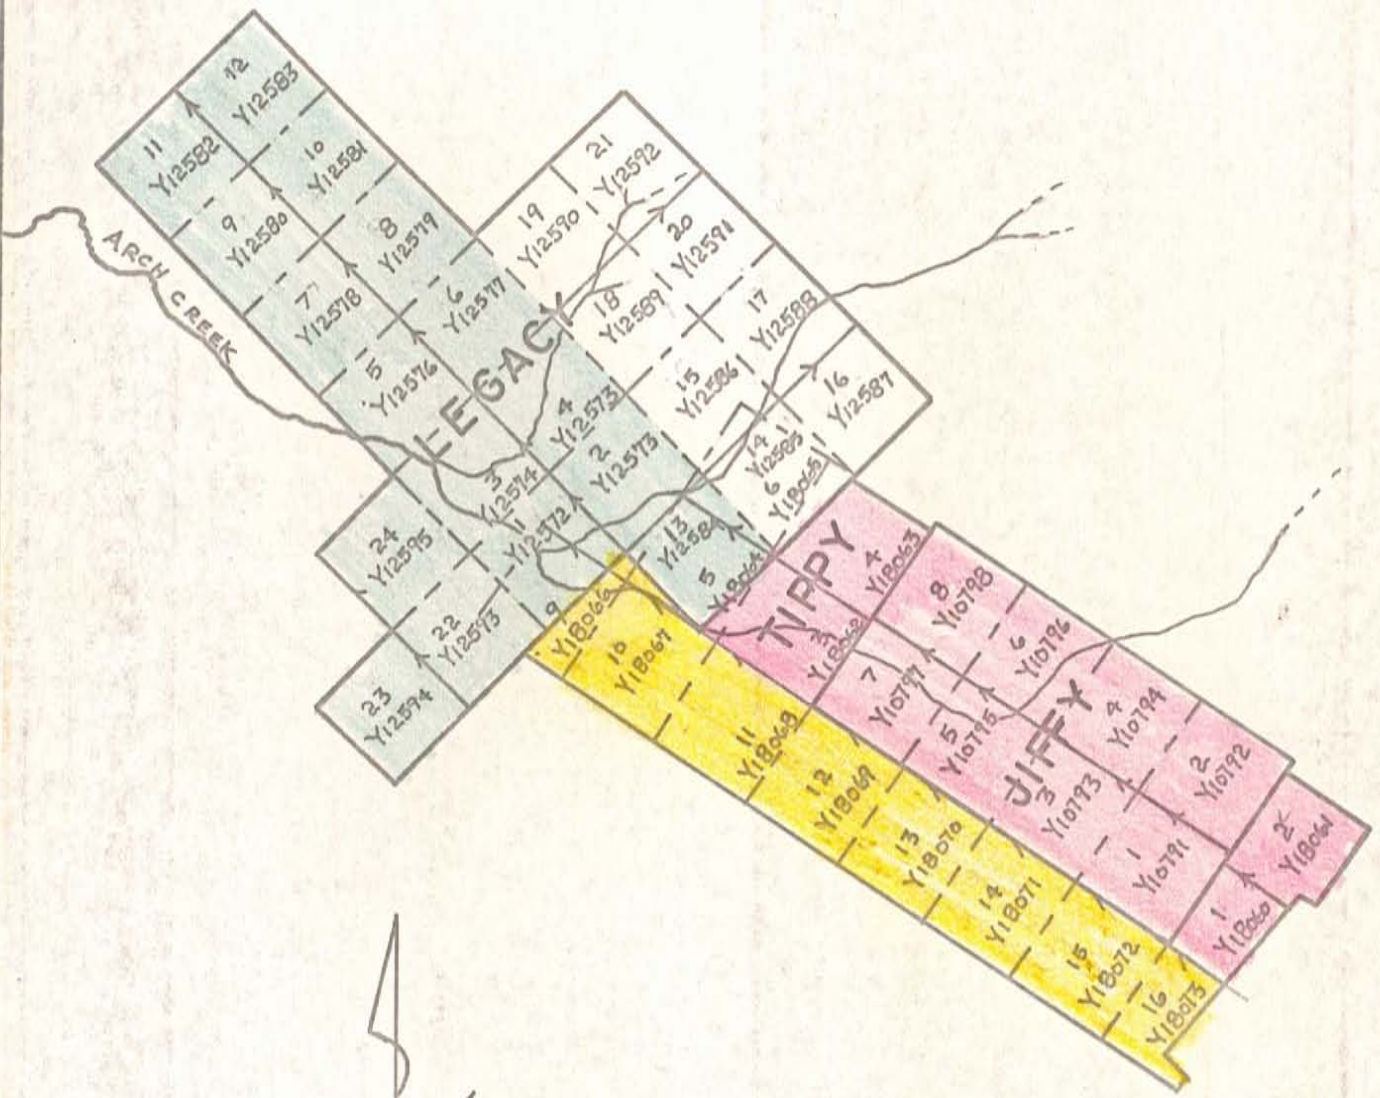 12
Y12583
11
Y12582
10
Y12581
9
Y12580
8
Y12579
7
Y12578
6
Y12577
5
Y12576
ARCH CREEK
LEGACY
21
Y12592
19
Y12590
20
Y12591
18
Y12589
17
Y12588
15
Y12586
16
Y12587
14
Y12585
6
Y18065
4
Y12573
2
Y12573
3
Y12574
1
Y12572
13
Y12584
5
Y18064
24
Y12595
22
Y12593
23
Y12594
TIPPY
4
Y18063
3
Y18062
9
Y18066
10
Y18067
11
Y18068
12
Y18069
13
Y18070
14
Y18071
15
Y18072
16
Y18073
JIFFY
8
Y10798
6
Y10796
7
Y10797
5
Y10795
4
Y10794
2
Y10792
3
Y10793
1
Y10791
2
Y18061
1
Y18060